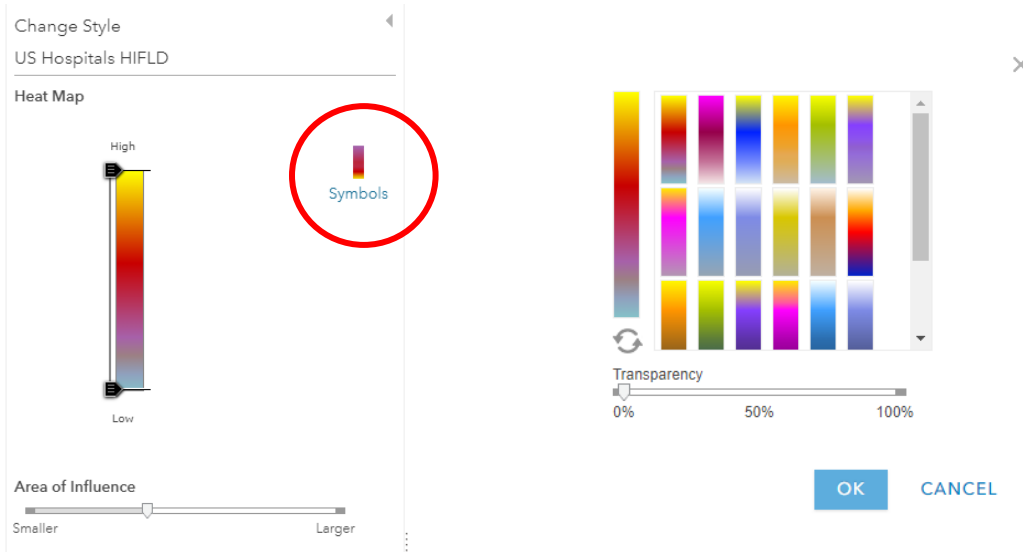 Change Style
US Hospitals HIFLD
Heat Map
High
Symbols
Low
Area of Influence
Smaller Larger
Transparency
0% 50% 100%
OK CANCEL